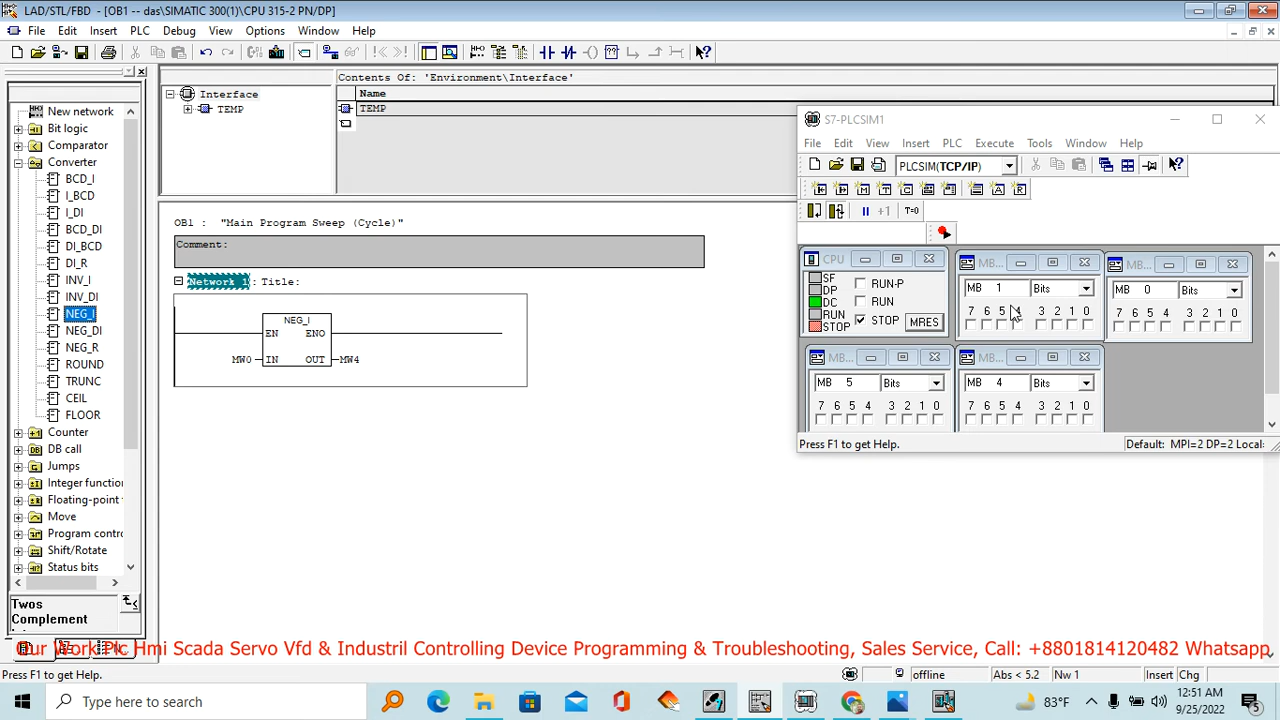 LAD/STL/FBD - [OB1 -- das\SIMATIC 300(1)\CPU 315-2 PN/DP]
File Edit Insert PLC Debug View Options Window Help
New network
Bit logic
Comparator
Converter
BCD_I
I_BCD
I_DI
BCD_DI
DI_BCD
DI_R
INV_I
INV_DI
NEG_I
NEG_DI
NEG_R
ROUND
TRUNC
CEIL
FLOOR
Counter
DB call
Jumps
Integer function
Floating-point
Move
Program contro
Shift/Rotate
Status bits
Twos
Complement
Interface
TEMP
Contents Of: 'Environment\Interface'
Name
TEMP
OB1 : "Main Program Sweep (Cycle)"
Comment:
Network 1: Title:
NEG_I
EN ENO
MW0 IN OUT MW4
S7-PLCSIM1
File Edit View Insert PLC Execute Tools Window Help
PLCSIM(TCP/IP)
+1 T=0
CPU
SF
DP
DC
RUN
STOP
RUN-P
RUN
STOP MRES
MB...
MB 1 Bits
7 6 5 4 3 2 1 0
MB...
MB 0 Bits
7 6 5 4 3 2 1 0
MB...
MB 5 Bits
7 6 5 4 3 2 1 0
MB...
MB 4 Bits
7 6 5 4 3 2 1 0
Press F1 to get Help. Default: MPI=2 DP=2 Local:
Our Work Plc Hmi Scada Servo Vfd & Industril Controlling Device Programming & Troubleshooting, Sales Service, Call: +8801814120482 Whatsapp
Press F1 to get Help. offline Abs < 5.2 Nw 1 Insert Chg
Type here to search
83°F
12:51 AM
9/25/2022
5